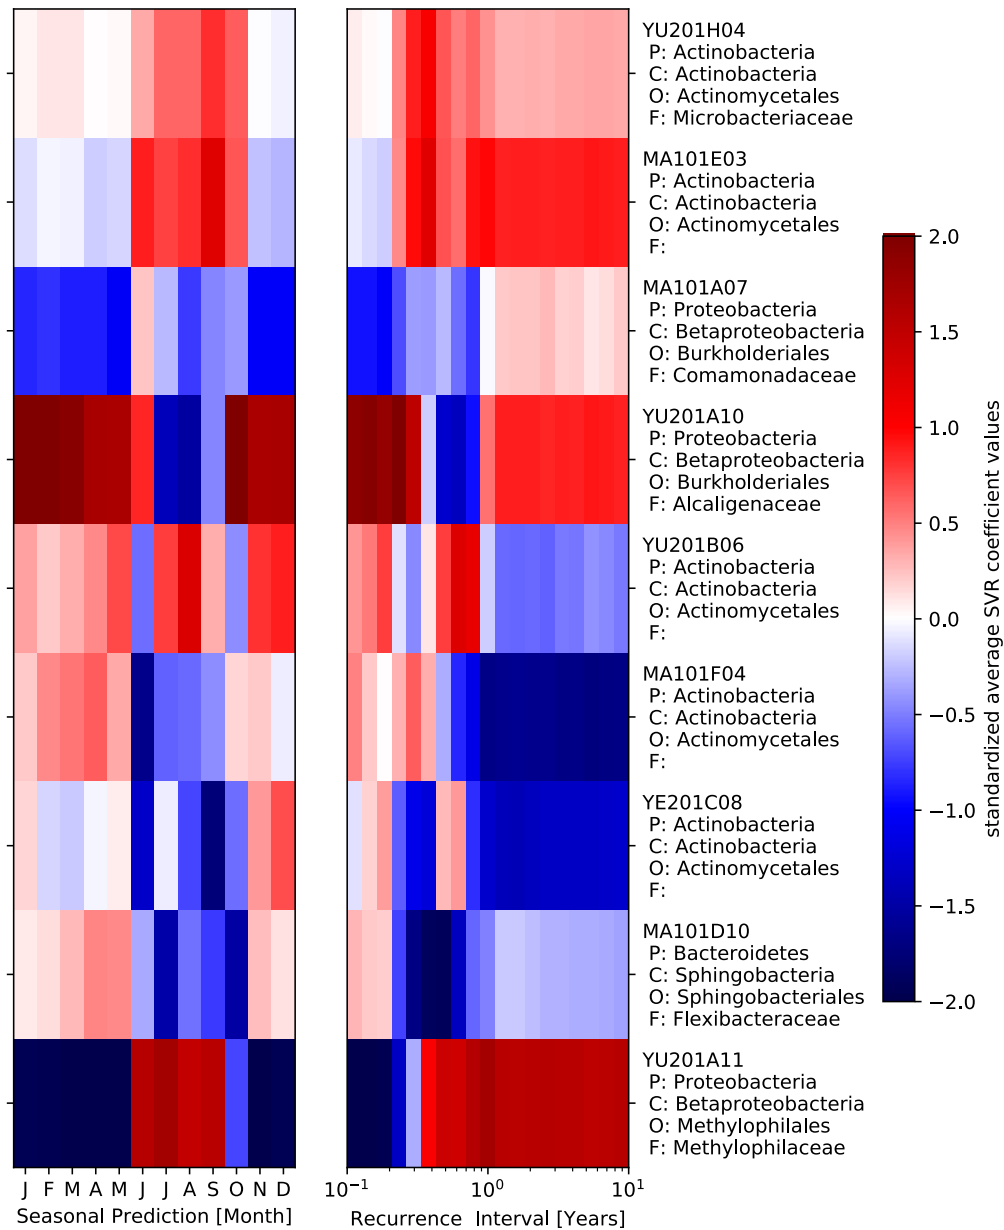 YU201H04
P: Actinobacteria
C: Actinobacteria
O: Actinomycetales
F: Microbacteriaceae
MA101E03
P: Actinobacteria
C: Actinobacteria
O: Actinomycetales
F:
MA101A07
P: Proteobacteria
C: Betaproteobacteria
O: Burkholderiales
F: Comamonadaceae
YU201A10
P: Proteobacteria
C: Betaproteobacteria
O: Burkholderiales
F: Alcaligenaceae
YU201B06
P: Actinobacteria
C: Actinobacteria
O: Actinomycetales
F:
MA101F04
P: Actinobacteria
C: Actinobacteria
O: Actinomycetales
F:
YE201C08
P: Actinobacteria
C: Actinobacteria
O: Actinomycetales
F:
MA101D10
P: Bacteroidetes
C: Sphingobacteria
O: Sphingobacteriales
F: Flexibacteraceae
YU201A11
P: Proteobacteria
C: Betaproteobacteria
O: Methylophilales
F: Methylophilaceae
2.0
1.5
1.0
0.5
0.0
−0.5
−1.0
−1.5
−2.0
standardized average SVR coefficient values
J F M A M J J A S O N D
Seasonal Prediction [Month]
10⁻¹ 10⁰ 10¹
Recurrence Interval [Years]